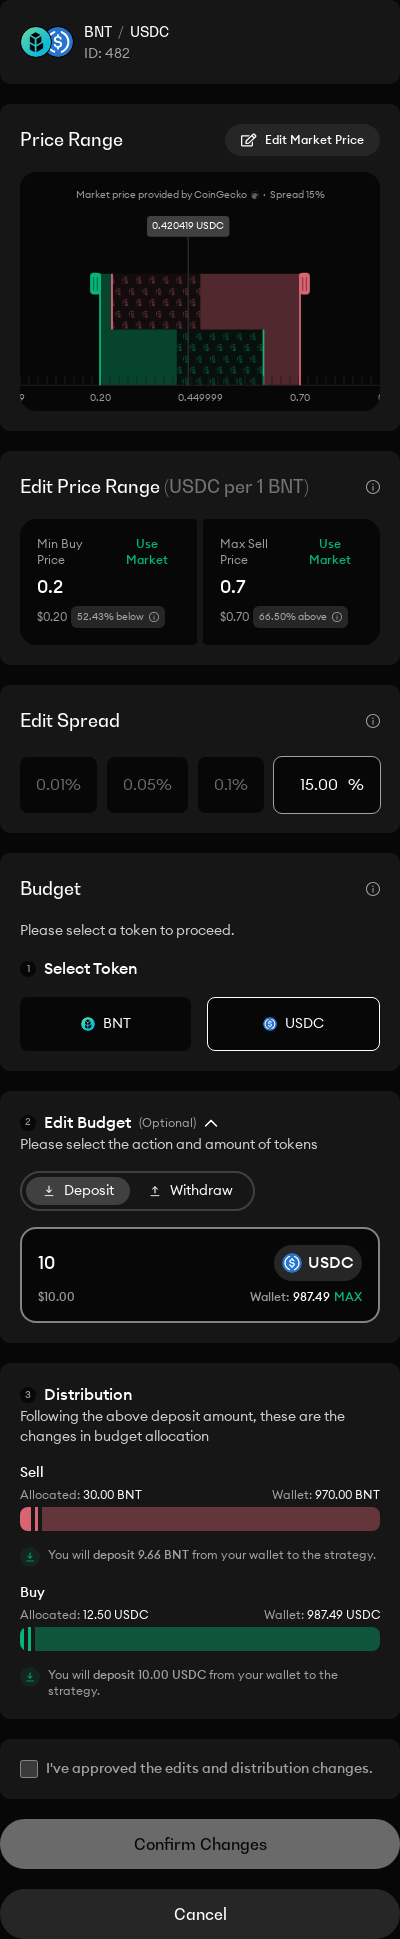 BNT / USDC
ID: 482
Price Range
Edit Market Price
Market price provided by CoinGecko · Spread 15%
0.420419 USDC
0.20 0.449999 0.70
Edit Price Range (USDC per 1 BNT)
Min Buy Price
Use Market
0.2
$0.20 52.43% below
Max Sell Price
Use Market
0.7
$0.70 66.50% above
Edit Spread
0.01% 0.05% 0.1% 15.00 %
Budget
Please select a token to proceed.
1 Select Token
BNT USDC
2 Edit Budget (Optional)
Please select the action and amount of tokens
Deposit Withdraw
10 USDC
$10.00 Wallet: 987.49 MAX
3 Distribution
Following the above deposit amount, these are the
changes in budget allocation
Sell
Allocated: 30.00 BNT Wallet: 970.00 BNT
You will deposit 9.66 BNT from your wallet to the strategy.
Buy
Allocated: 12.50 USDC Wallet: 987.49 USDC
You will deposit 10.00 USDC from your wallet to the
strategy.
I've approved the edits and distribution changes.
Confirm Changes
Cancel